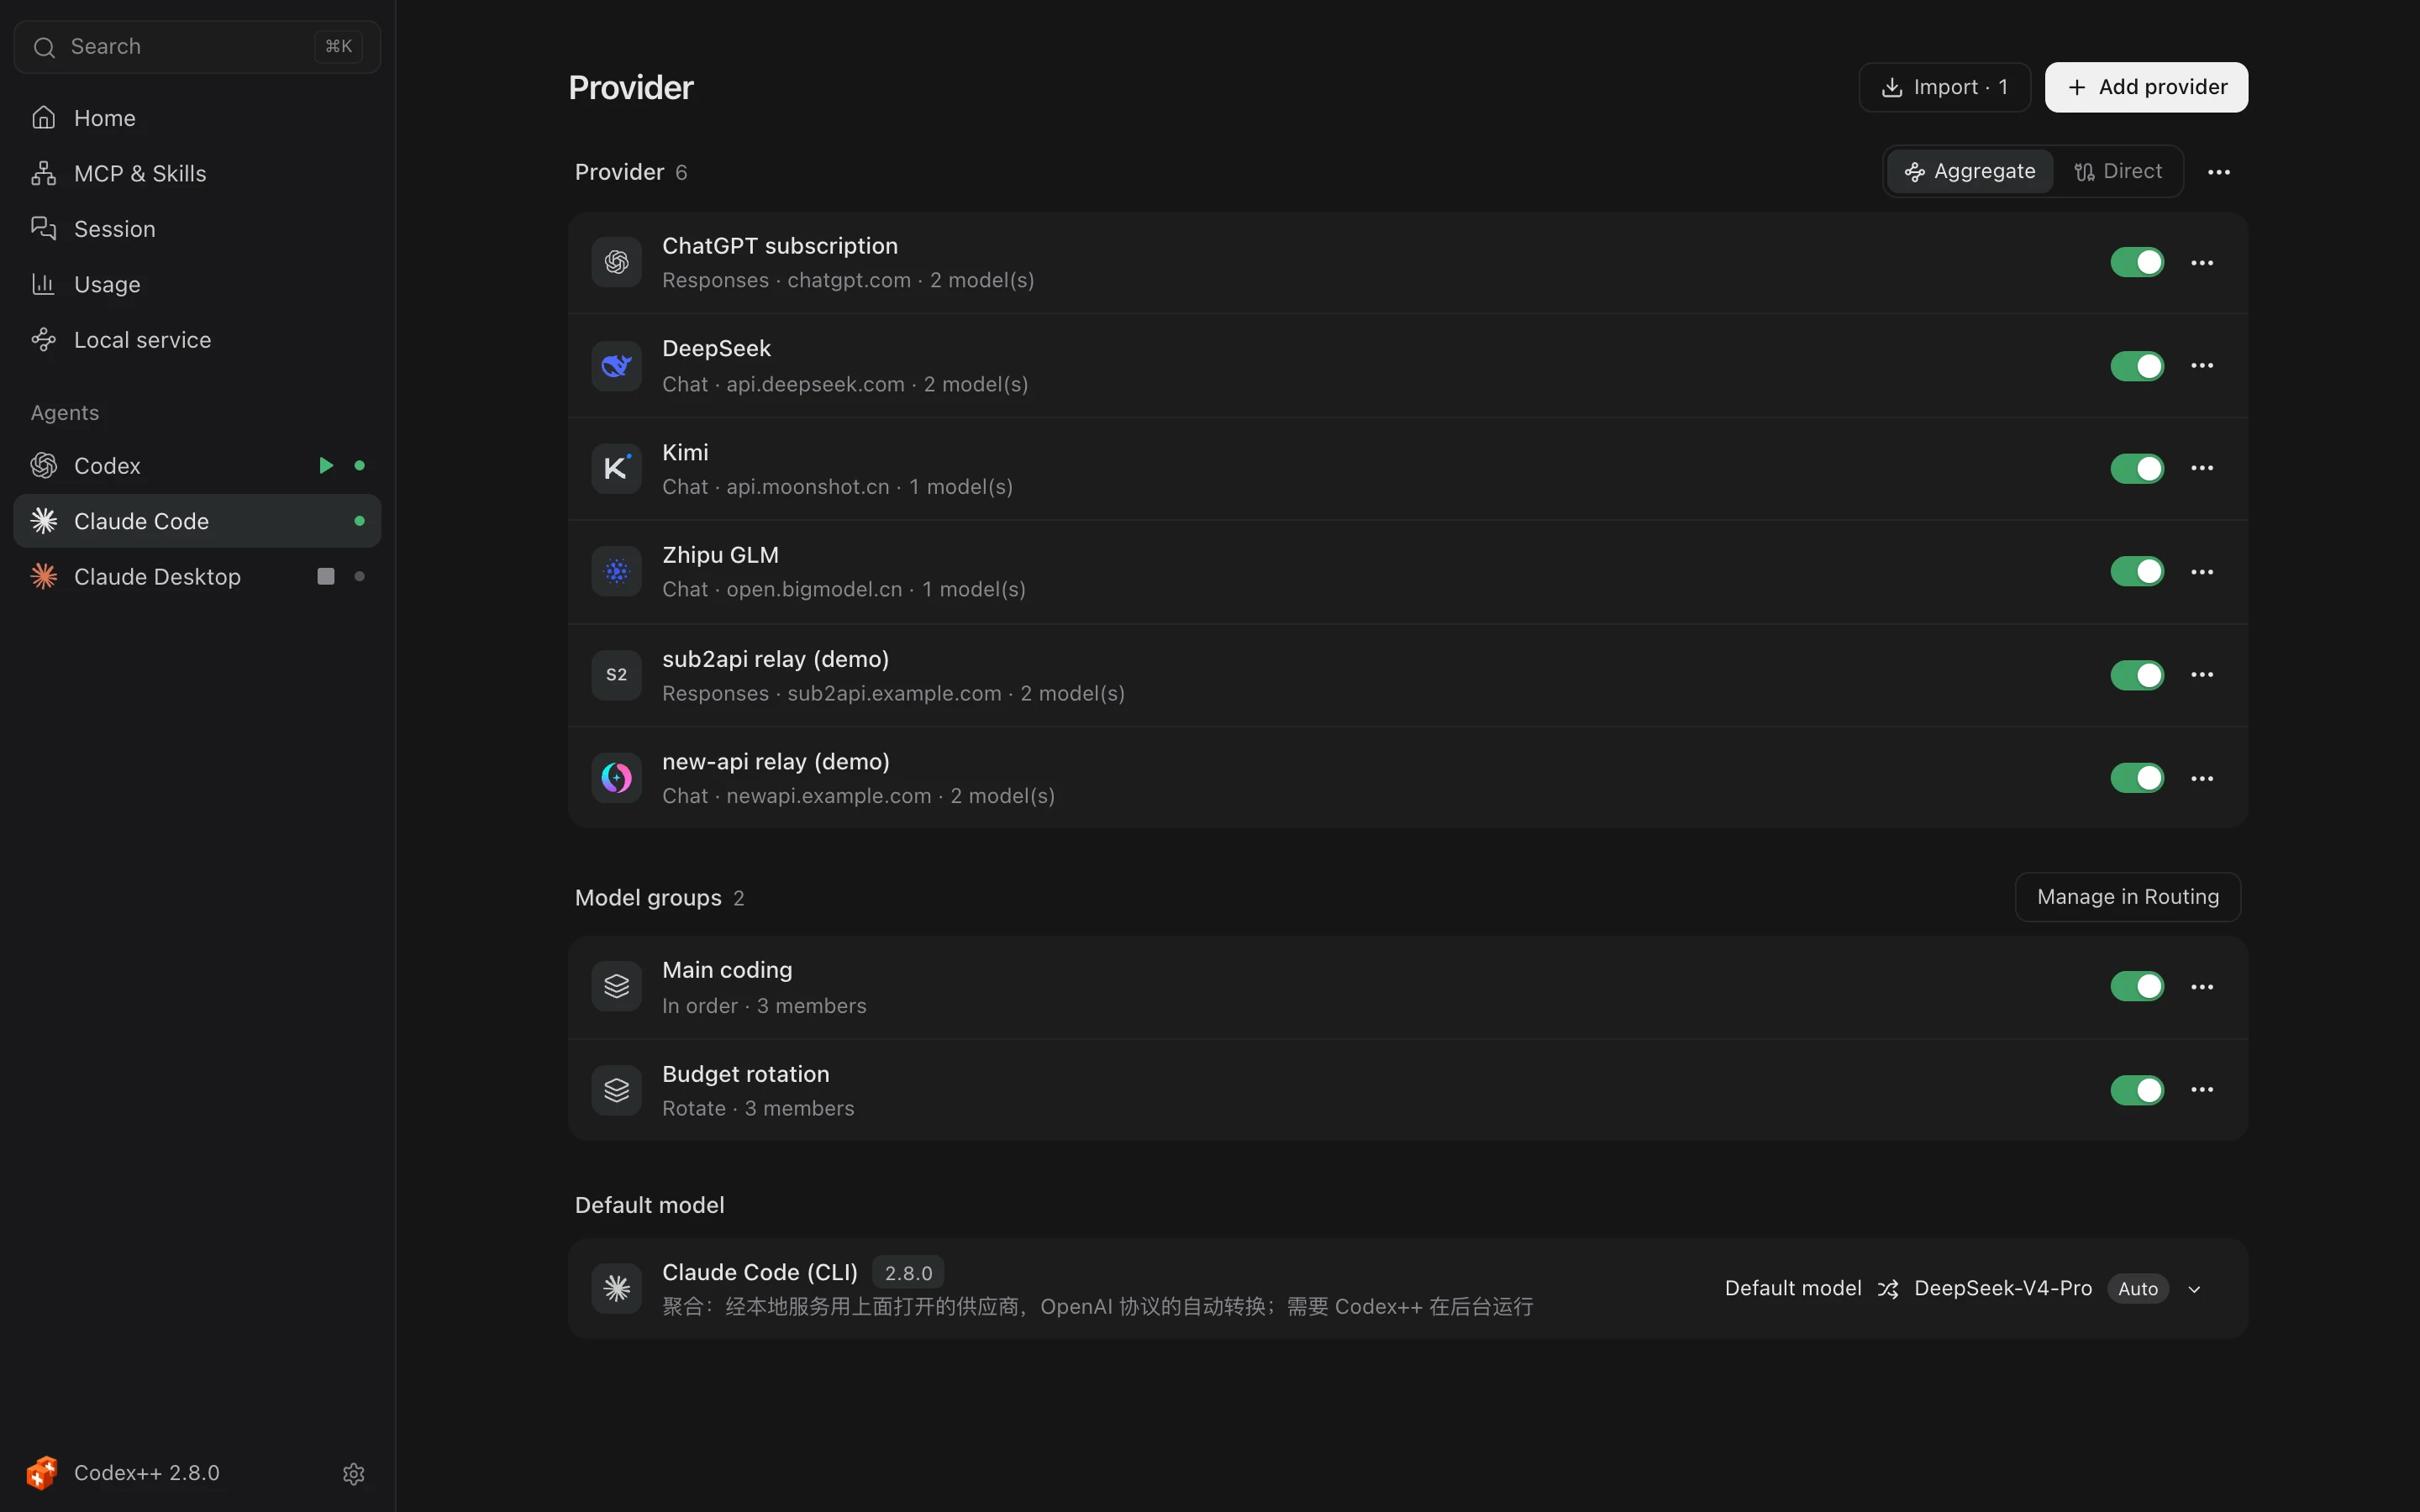 Search ⌘K
Home
MCP & Skills
Session
Usage
Local service
Agents
Codex
Claude Code
Claude Desktop
Codex++ 2.8.0
Provider
Import · 1
+ Add provider
Provider 6
Aggregate
Direct
ChatGPT subscription
Responses · chatgpt.com · 2 model(s)
DeepSeek
Chat · api.deepseek.com · 2 model(s)
Kimi
Chat · api.moonshot.cn · 1 model(s)
Zhipu GLM
Chat · open.bigmodel.cn · 1 model(s)
S2
sub2api relay (demo)
Responses · sub2api.example.com · 2 model(s)
new-api relay (demo)
Chat · newapi.example.com · 2 model(s)
Model groups 2
Manage in Routing
Main coding
In order · 3 members
Budget rotation
Rotate · 3 members
Default model
Claude Code (CLI) 2.8.0
聚合：经本地服务用上面打开的供应商，OpenAI 协议的自动转换；需要 Codex++ 在后台运行
Default model DeepSeek-V4-Pro Auto